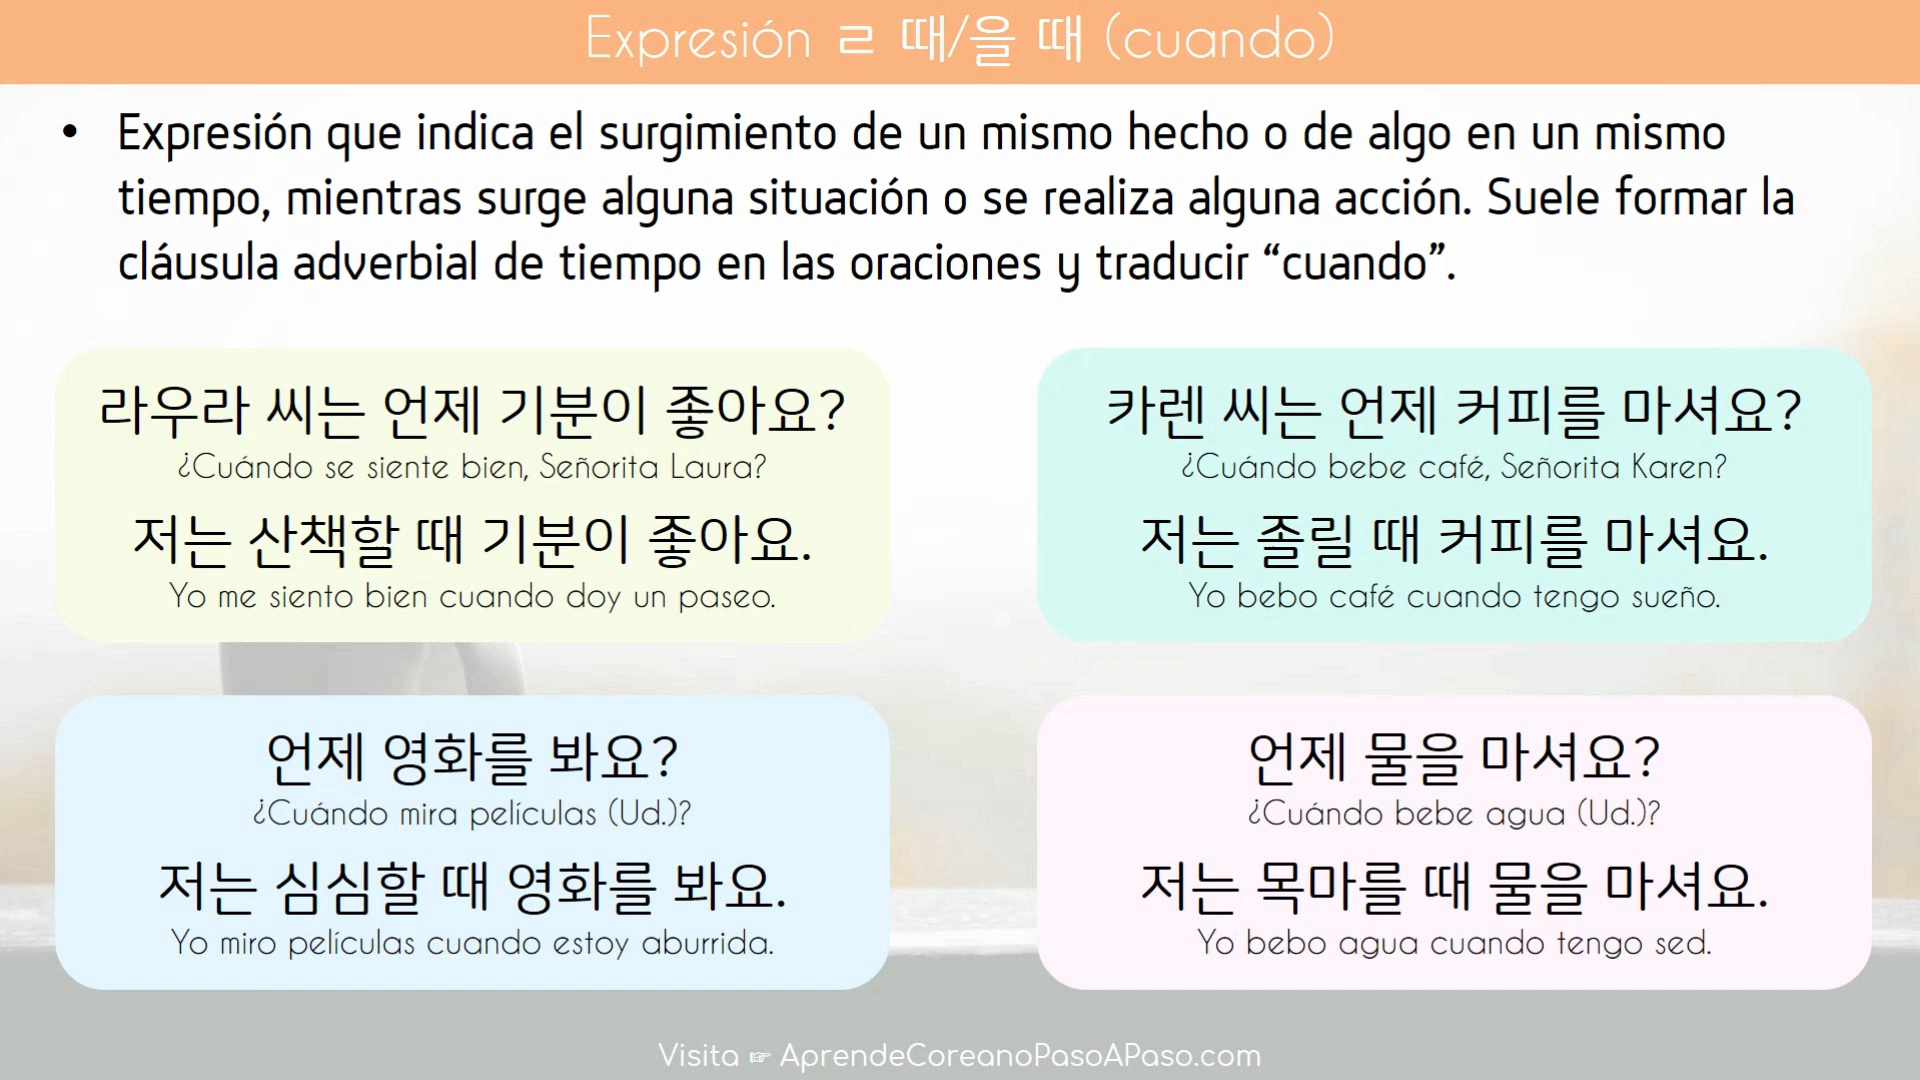 Expresión ㄹ 때/을 때 (cuando)
• Expresión que indica el surgimiento de un mismo hecho o de algo en un mismo
tiempo, mientras surge alguna situación o se realiza alguna acción. Suele formar la
cláusula adverbial de tiempo en las oraciones y traducir “cuando”.
라우라 씨는 언제 기분이 좋아요?
¿Cuándo se siente bien, Señorita Laura?
저는 산책할 때 기분이 좋아요.
Yo me siento bien cuando doy un paseo.
카렌 씨는 언제 커피를 마셔요?
¿Cuándo bebe café, Señorita Karen?
저는 졸릴 때 커피를 마셔요.
Yo bebo café cuando tengo sueño.
언제 영화를 봐요?
¿Cuándo mira películas (Ud.)?
저는 심심할 때 영화를 봐요.
Yo miro películas cuando estoy aburrida.
언제 물을 마셔요?
¿Cuándo bebe agua (Ud.)?
저는 목마를 때 물을 마셔요.
Yo bebo agua cuando tengo sed.
Visita ☞ AprendeCoreanoPasoAPaso.com